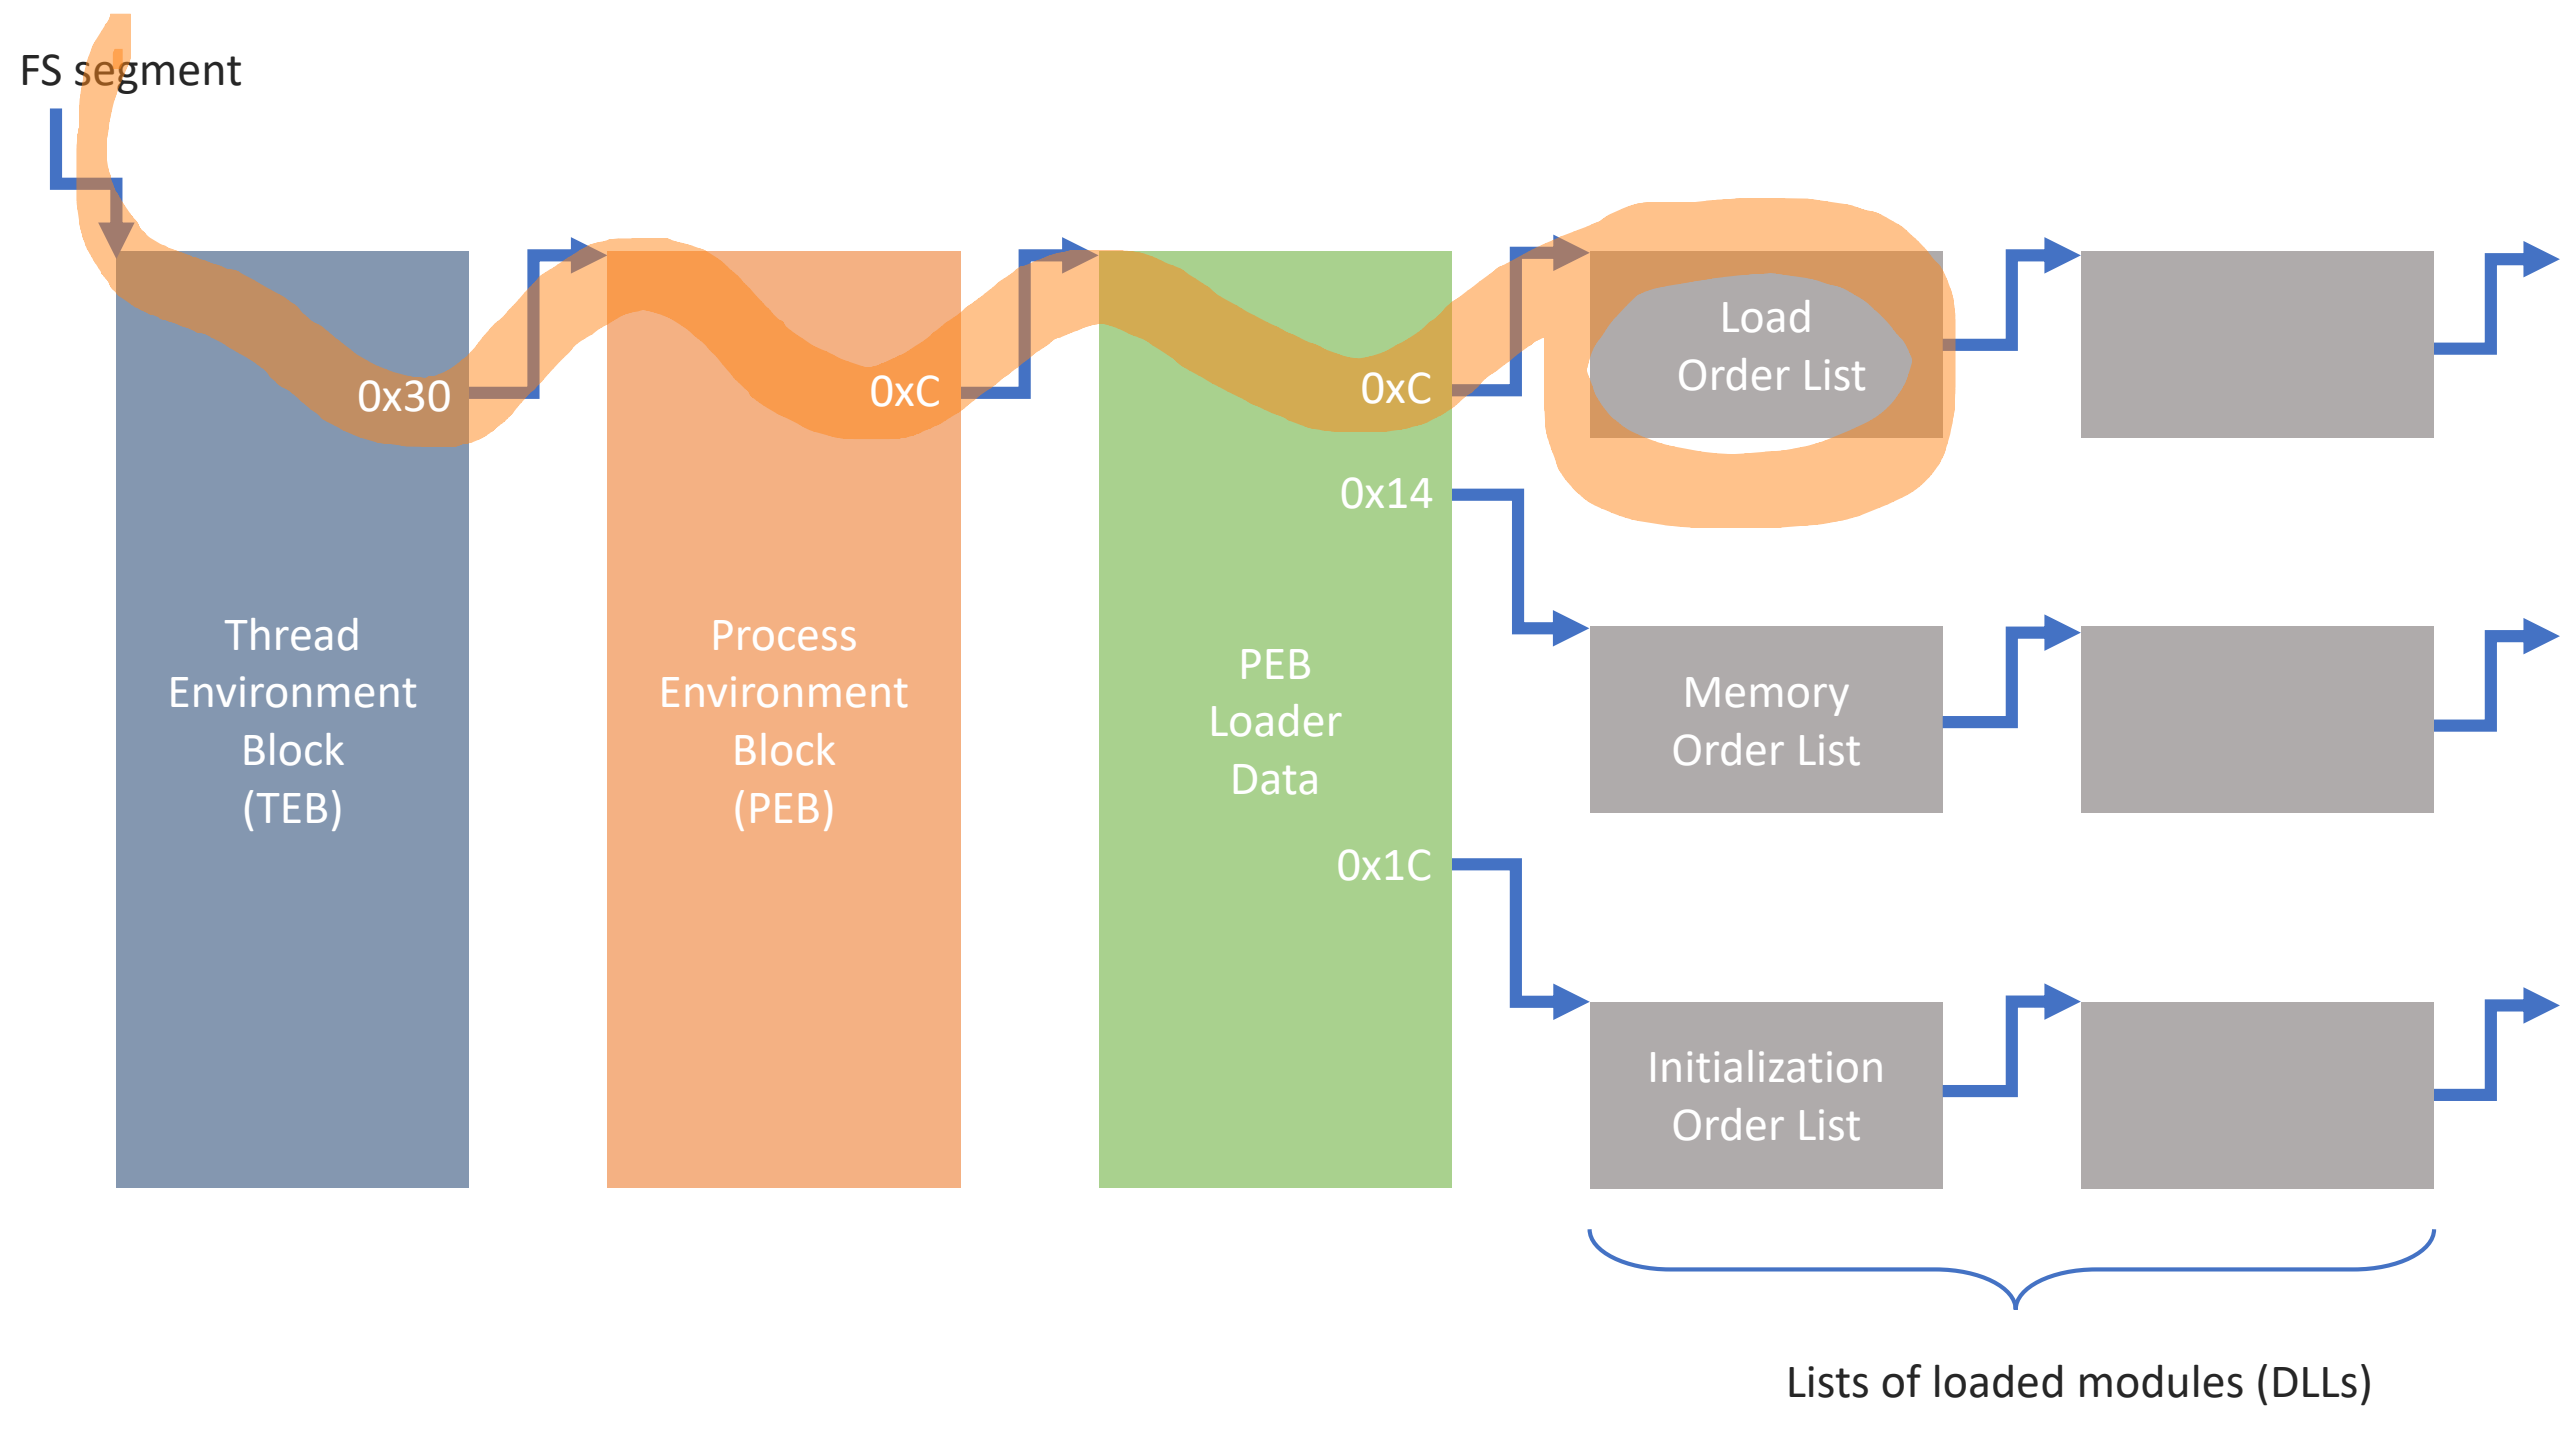 FS segment
0x30
0xC
0xC
0x14
0x1C
Thread
Environment
Block
(TEB)
Process
Environment
Block
(PEB)
PEB
Loader
Data
Load
Order List
Memory
Order List
Initialization
Order List
Lists of loaded modules (DLLs)